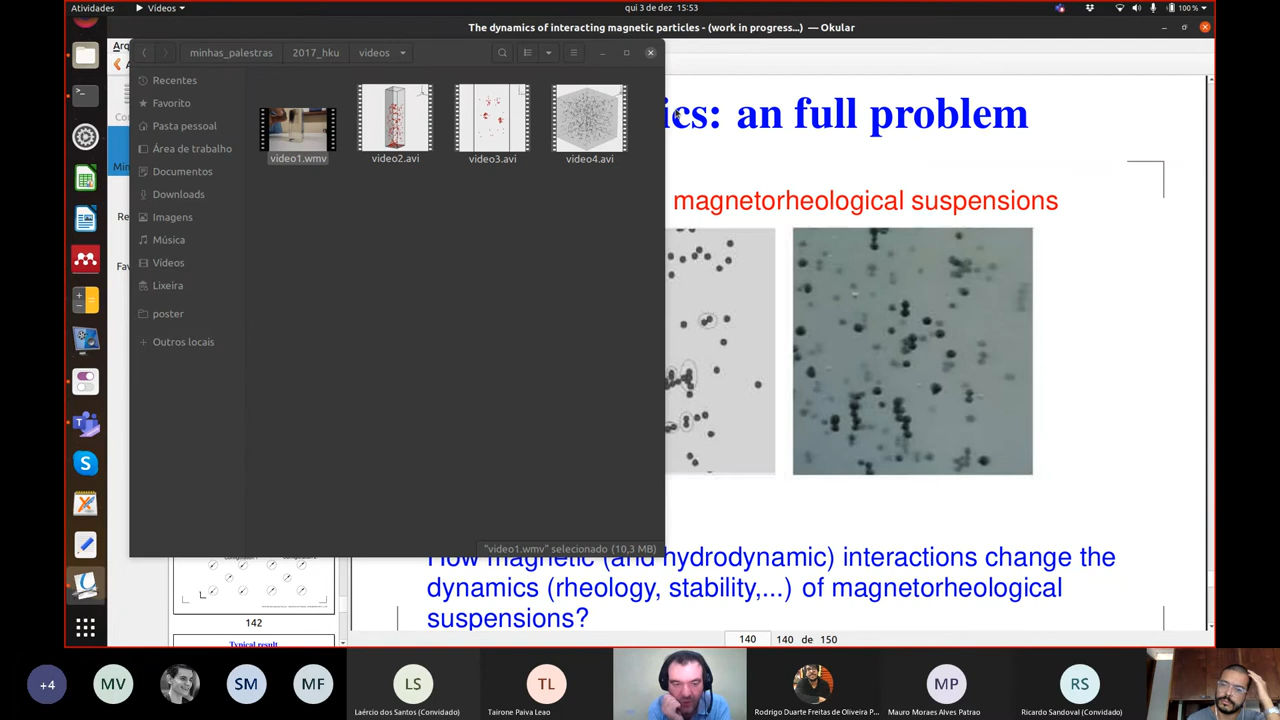 Atividades
Vídeos
qui 3 de dez 15:53
100 %
The dynamics of interacting magnetic particles - (work in progress...) — Okular
minhas_palestras
2017_hku
videos
Recentes
Favorito
Pasta pessoal
Área de trabalho
Documentos
Downloads
Imagens
Música
Vídeos
Lixeira
poster
Outros locais
video1.wmv
video2.avi
video3.avi
video4.avi
"video1.wmv" selecionado (10,3 MB)
ics: an full problem
magnetorheological suspensions
How magnetic (and hydrodynamic) interactions change the
dynamics (rheology, stability,...) of magnetorheological
suspensions?
142
Typical result
140
140 de 150
+4
MV
SM
MF
LS
Laércio dos Santos (Convidado)
TL
Tairone Paiva Leao
Rodrigo Duarte Freitas de Oliveira P...
MP
Mauro Moraes Alves Patrao
RS
Ricardo Sandoval (Convidado)